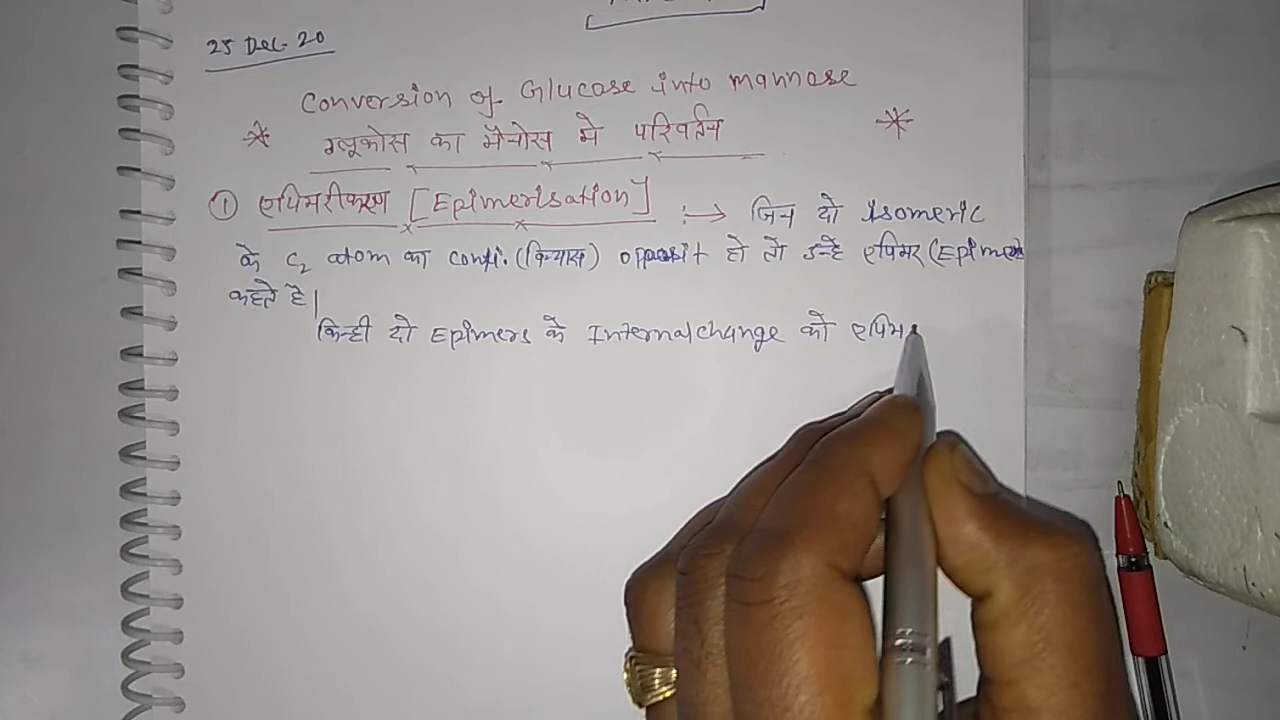 25 Dec-20
Conversion of Glucose into mannose
ग्लूकोस का मैनोस मे परिवर्तन
① एपिमरीकरण [Epimerisation] :→ जिन दो isomeric
के C2 atom का confi. (विन्यास) opposit हो तो उन्हे एपिमर (Epimers
कहते है।
किन्ही दो Epimers के Internalchange को एपिम